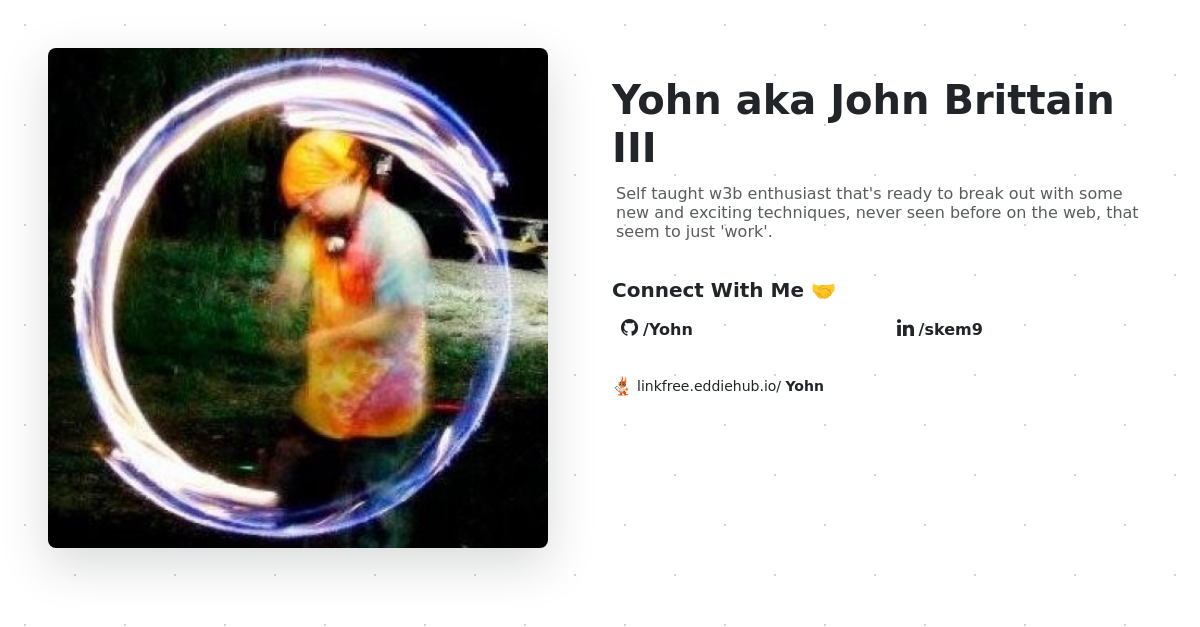 Yohn aka John Brittain
III
Self taught w3b enthusiast that's ready to break out with some
new and exciting techniques, never seen before on the web, that
seem to just 'work'.
Connect With Me 🤝
/Yohn
/skem9
linkfree.eddiehub.io/ Yohn